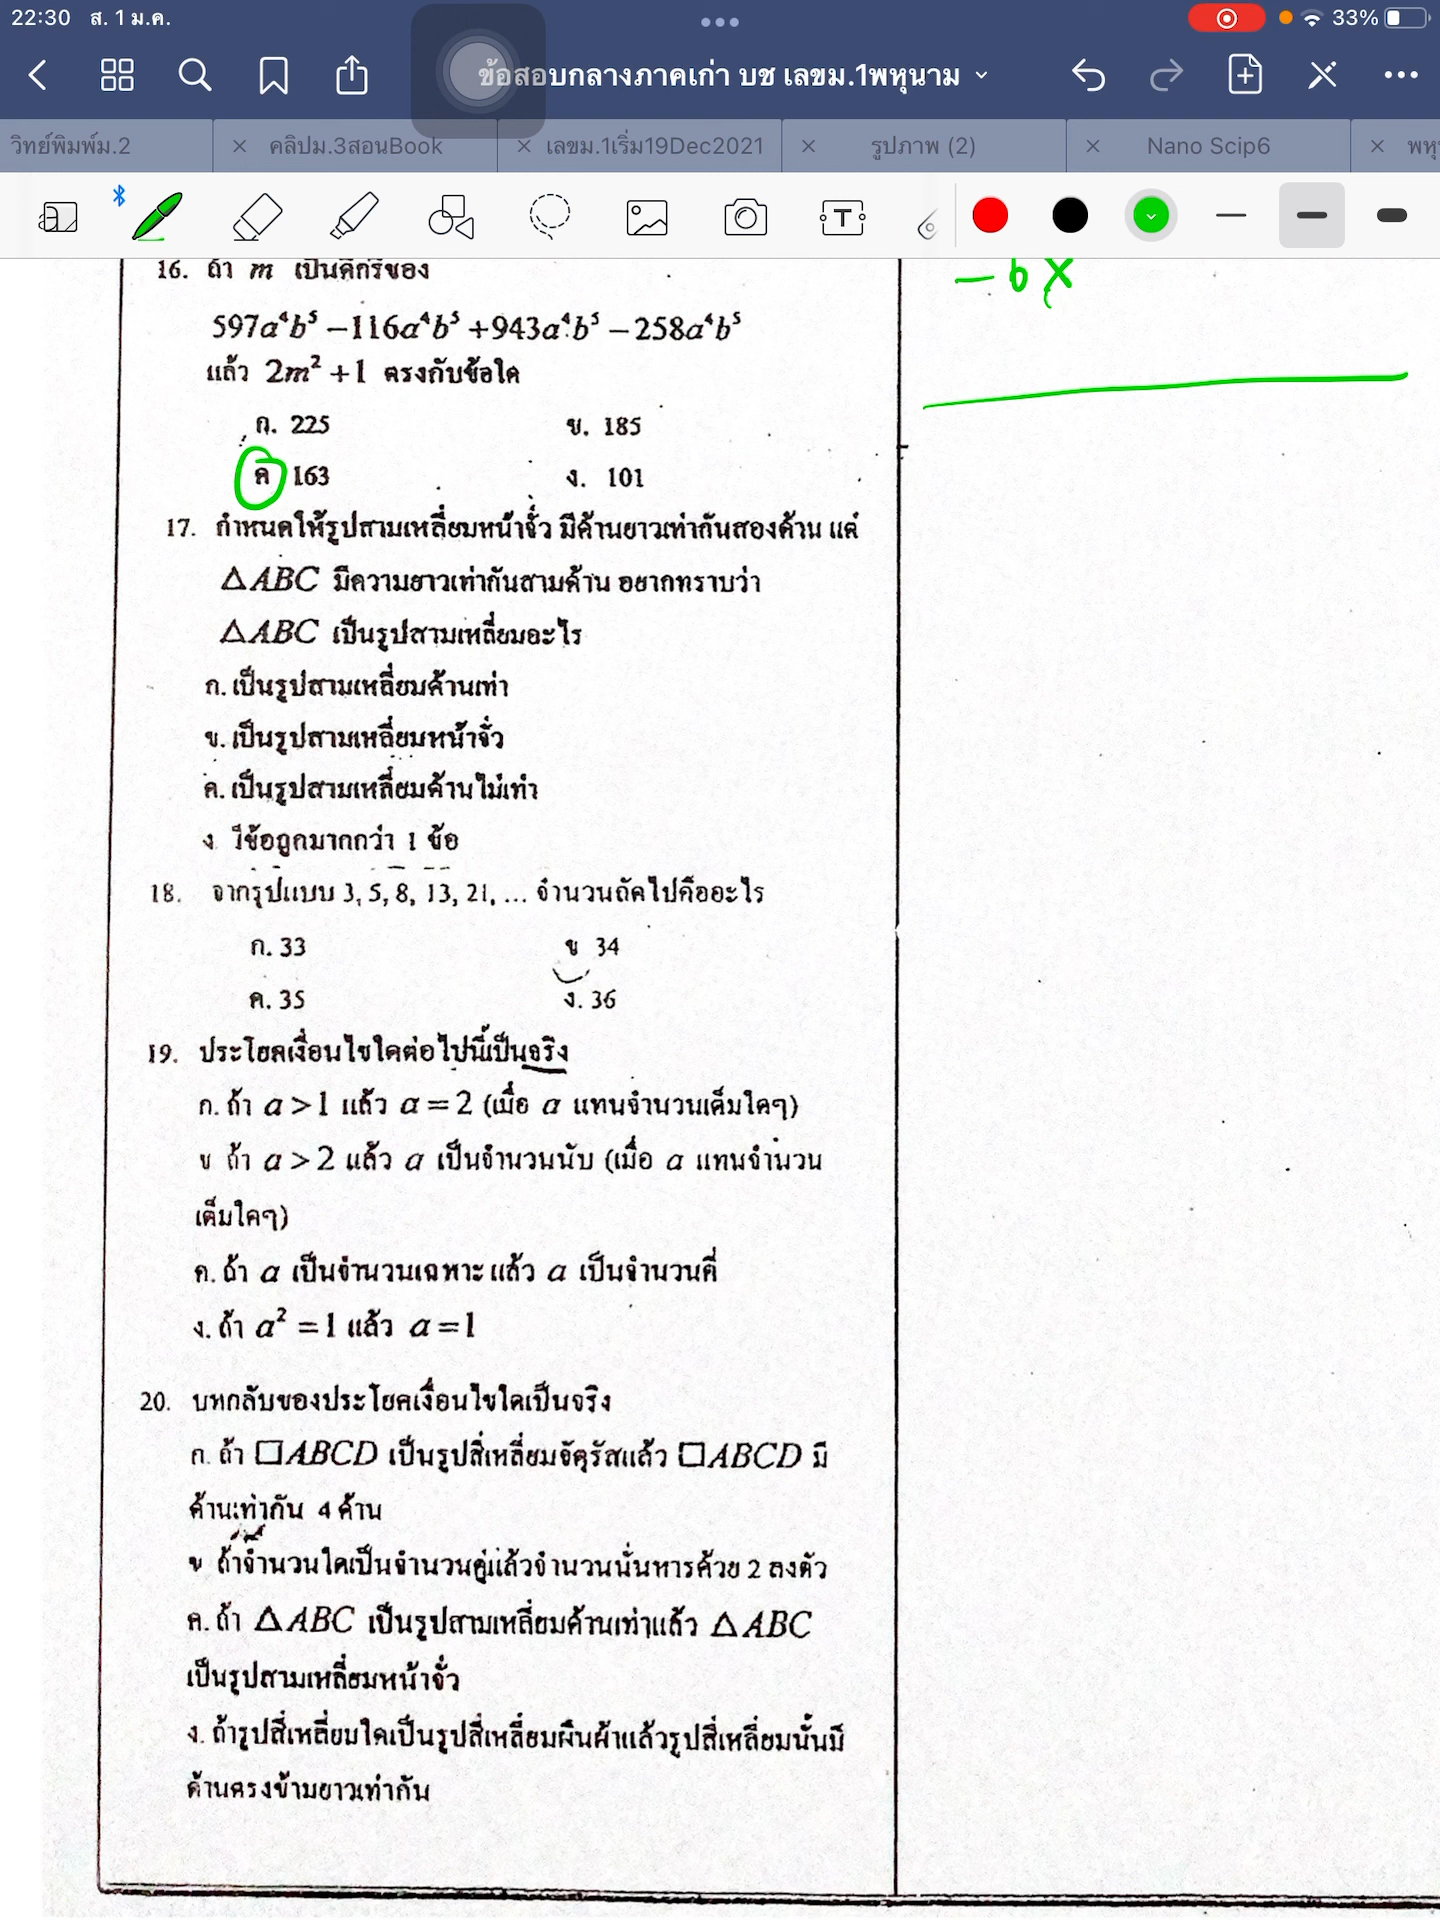 22:30 ส. 1 ม.ค.
33%
ข้อสอบกลางภาคเก่า บช เลขม.1พหุนาม
วิทย์พิมพ์ม.2
คลิปม.3สอนBook
เลขม.1เริ่ม19Dec2021
รูปภาพ (2)
Nano Scip6
พหุ
16. ถ้า m เป็นดีกรีของ
− 6x
597a⁴b⁵ − 116a⁴b⁵ + 943a⁴b⁵ − 258a⁴b⁵
แล้ว 2m² + 1 ตรงกับข้อใด
ก. 225 ข. 185
ค 163 ง. 101
17. กำหนดให้รูปสามเหลี่ยมหน้าจั่ว มีด้านยาวเท่ากันสองด้าน แต่
△ABC มีความยาวเท่ากันสามด้าน อยากทราบว่า
△ABC เป็นรูปสามเหลี่ยมอะไร
ก. เป็นรูปสามเหลี่ยมด้านเท่า
ข. เป็นรูปสามเหลี่ยมหน้าจั่ว
ค. เป็นรูปสามเหลี่ยมด้านไม่เท่า
ง มีข้อถูกมากกว่า 1 ข้อ
18. จากรูปแบบ 3, 5, 8, 13, 21, ... จำนวนถัดไปคืออะไร
ก. 33 ข 34
ค. 35 ง. 36
19. ประโยคเงื่อนไขใดต่อไปนี้เป็นจริง
ก. ถ้า a > 1 แล้ว a = 2 (เมื่อ a แทนจำนวนเต็มใดๆ)
ข ถ้า a > 2 แล้ว a เป็นจำนวนนับ (เมื่อ a แทนจำนวน
เต็มใดๆ)
ค. ถ้า a เป็นจำนวนเฉพาะ แล้ว a เป็นจำนวนคี่
ง. ถ้า a² = 1 แล้ว a = 1
20. บทกลับของประโยคเงื่อนไขใดเป็นจริง
ก. ถ้า □ABCD เป็นรูปสี่เหลี่ยมจัตุรัสแล้ว □ABCD มี
ด้านเท่ากัน 4 ด้าน
ข ถ้าจำนวนใดเป็นจำนวนคู่แล้วจำนวนนั้นหารด้วย 2 ลงตัว
ค. ถ้า △ABC เป็นรูปสามเหลี่ยมด้านเท่าแล้ว △ABC
เป็นรูปสามเหลี่ยมหน้าจั่ว
ง. ถ้ารูปสี่เหลี่ยมใดเป็นรูปสี่เหลี่ยมผืนผ้าแล้วรูปสี่เหลี่ยมนั้นมี
ด้านตรงข้ามยาวเท่ากัน